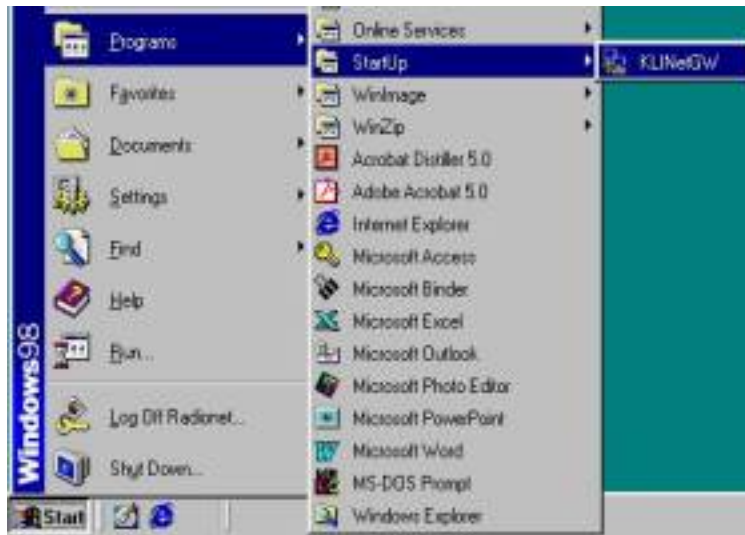 Programs
Favorites
Documents
Settings
Find
Help
Run...
Log Off Radionet...
Shut Down...
Windows98
Start
Online Services
StartUp
WinImage
WinZip
Acrobat Distiller 5.0
Adobe Acrobat 5.0
Internet Explorer
Microsoft Access
Microsoft Binder
Microsoft Excel
Microsoft Outlook
Microsoft Photo Editor
Microsoft PowerPoint
Microsoft Word
MS-DOS Prompt
Windows Explorer
KLINetGW